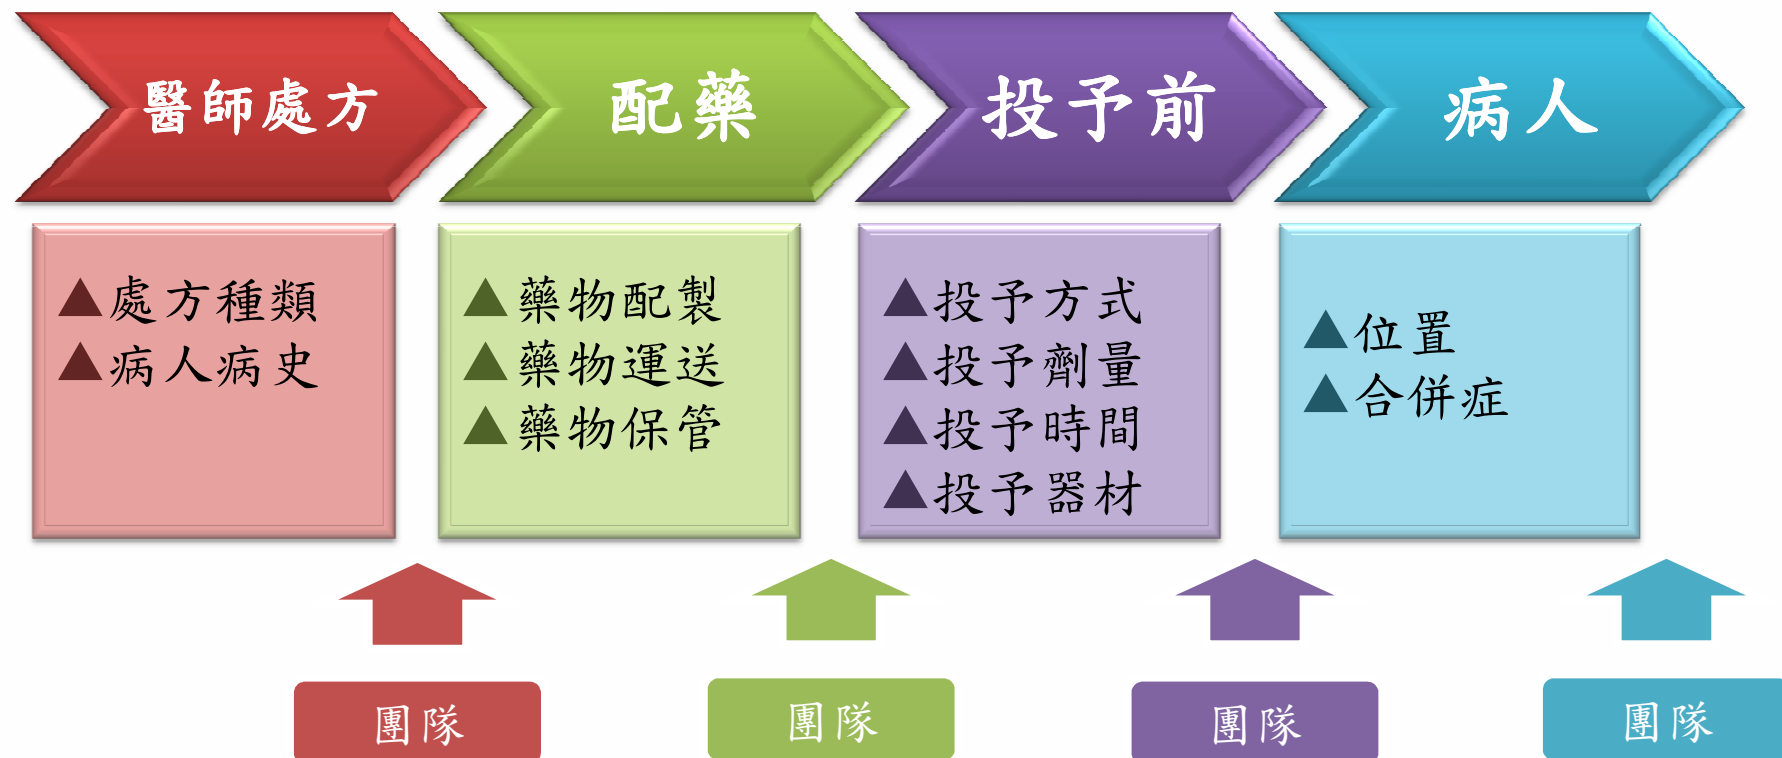 醫師處方
配藥
投予前
病人
▲處方種類
▲病人病史
▲藥物配製
▲藥物運送
▲藥物保管
▲投予方式
▲投予劑量
▲投予時間
▲投予器材
▲位置
▲合併症
團隊
團隊
團隊
團隊